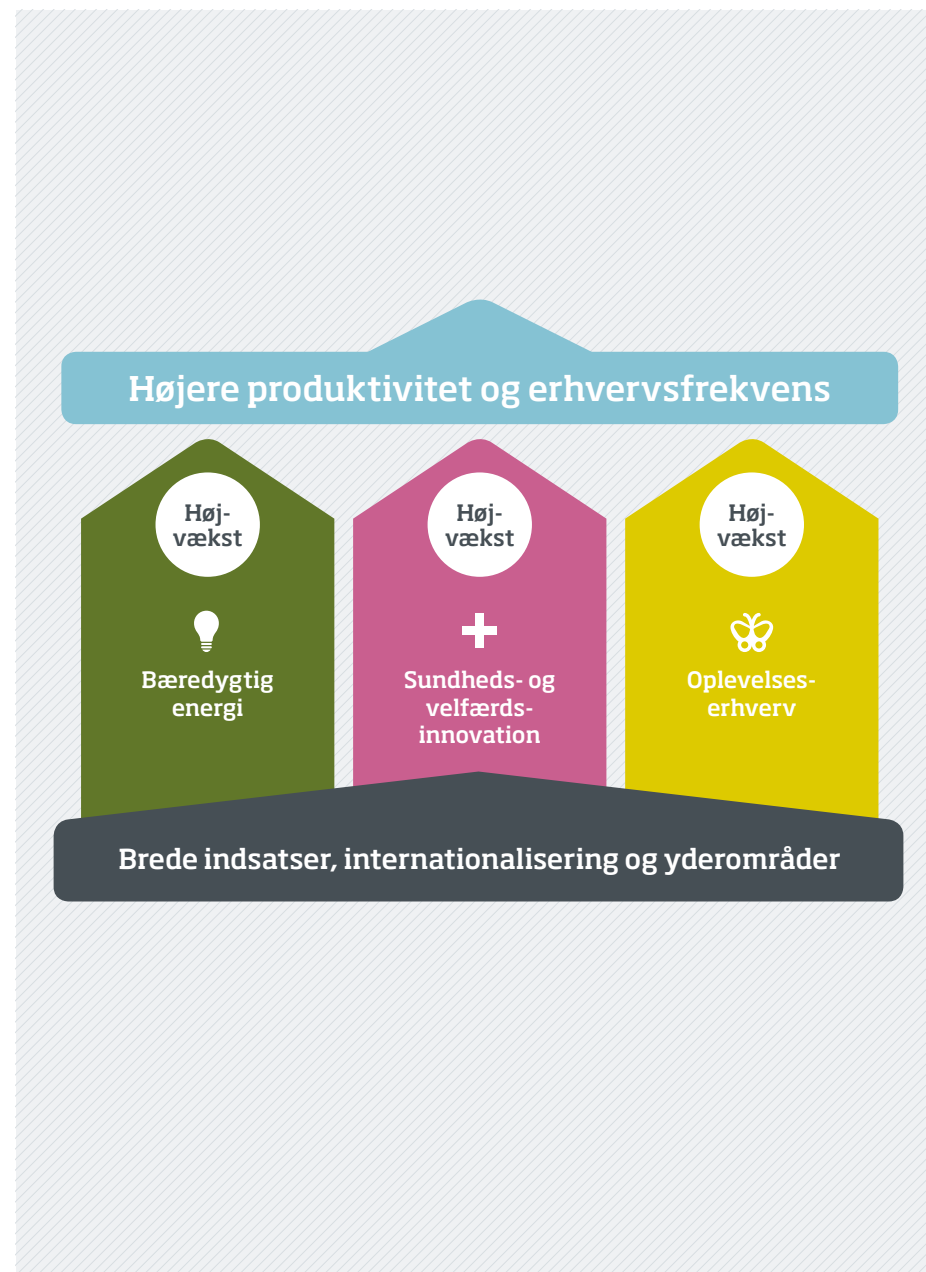 Højere produktivitet og erhvervsfrekvens
Høj-
vækst
Bæredygtig
energi
Høj-
vækst
Sundheds- og
velfærds-
innovation
Høj-
vækst
Oplevelses-
erhverv
Brede indsatser, internationalisering og yderområder